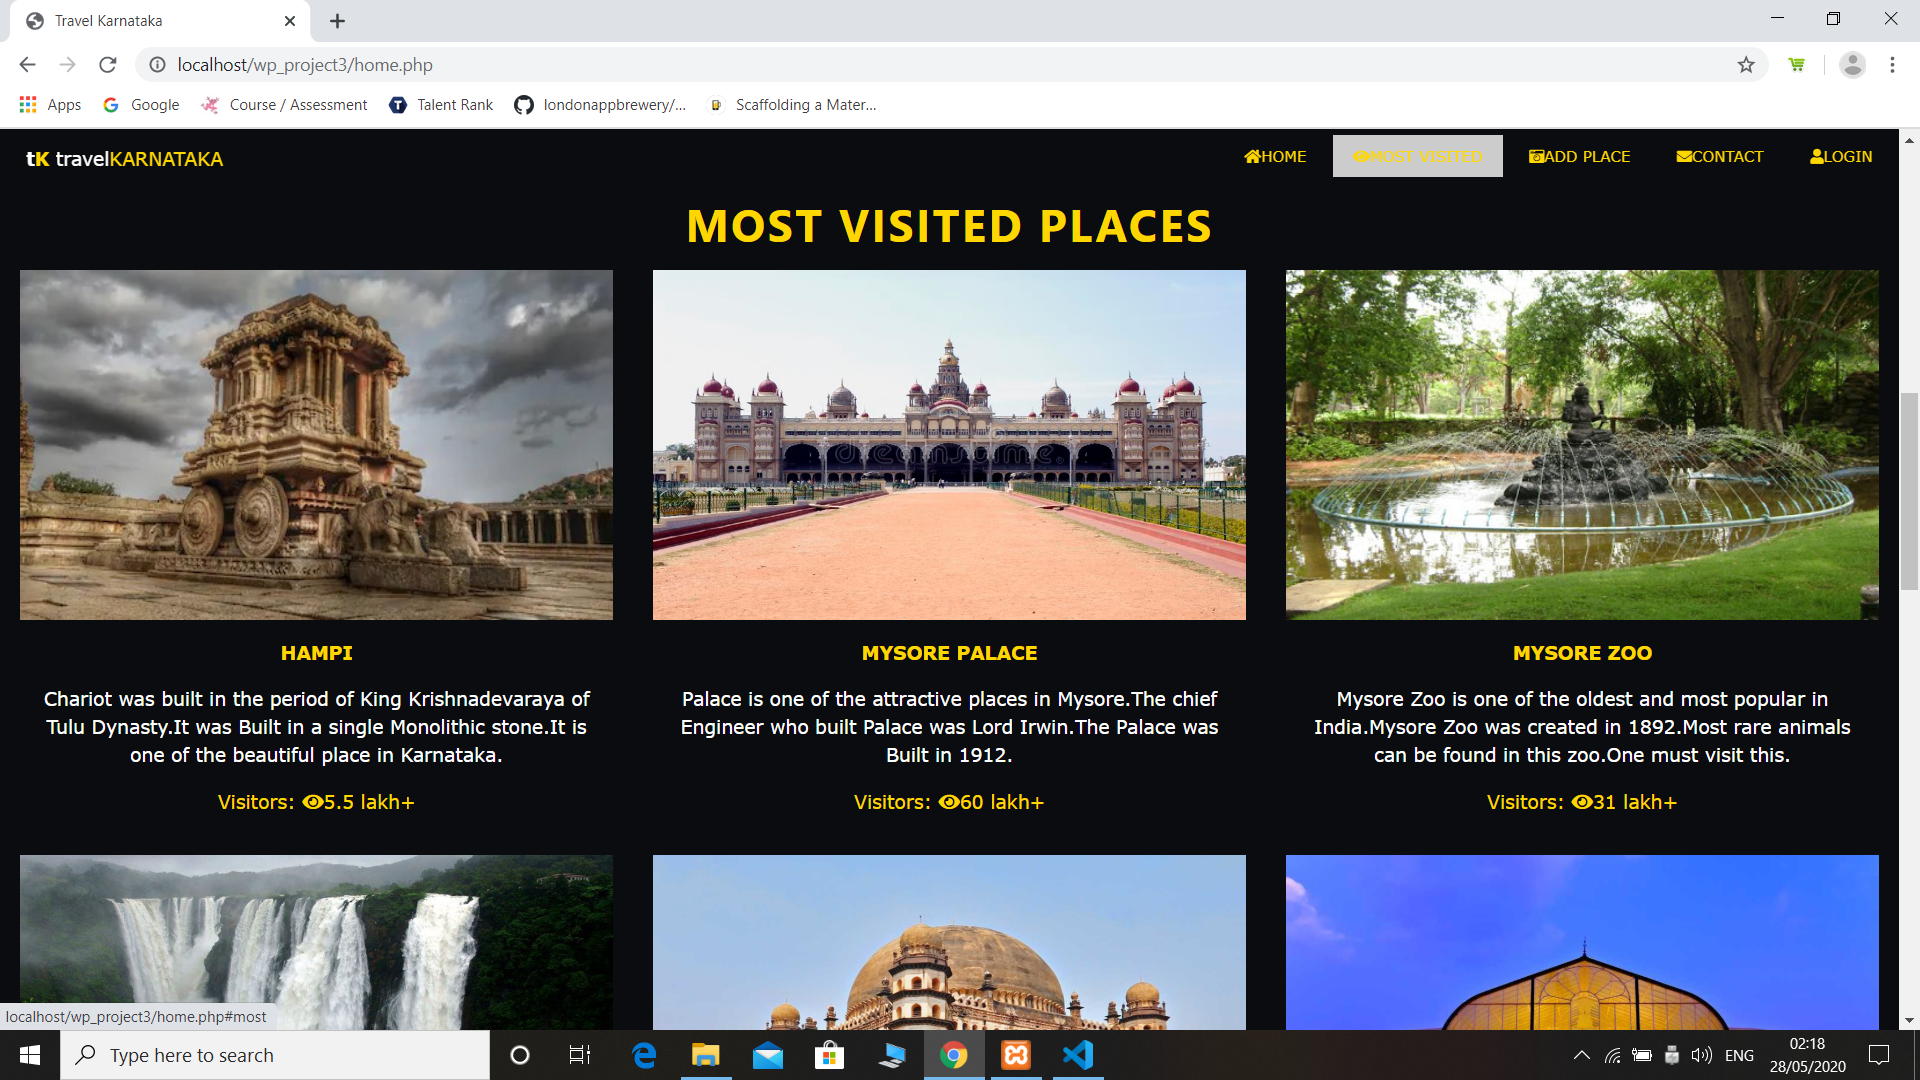 Travel Karnataka
localhost/wp_project3/home.php
Apps
Google
Course / Assessment
Talent Rank
londonappbrewery/...
Scaffolding a Mater...
tK travelKARNATAKA
HOME
MOST VISITED
ADD PLACE
CONTACT
LOGIN
MOST VISITED PLACES
dreamstime.
HAMPI
Chariot was built in the period of King Krishnadevaraya of
Tulu Dynasty.It was Built in a single Monolithic stone.It is
one of the beautiful place in Karnataka.
Visitors: 5.5 lakh+
MYSORE PALACE
Palace is one of the attractive places in Mysore.The chief
Engineer who built Palace was Lord Irwin.The Palace was
Built in 1912.
Visitors: 60 lakh+
MYSORE ZOO
Mysore Zoo is one of the oldest and most popular in
India.Mysore Zoo was created in 1892.Most rare animals
can be found in this zoo.One must visit this.
Visitors: 31 lakh+
localhost/wp_project3/home.php#most
Type here to search
ENG
02:18
28/05/2020